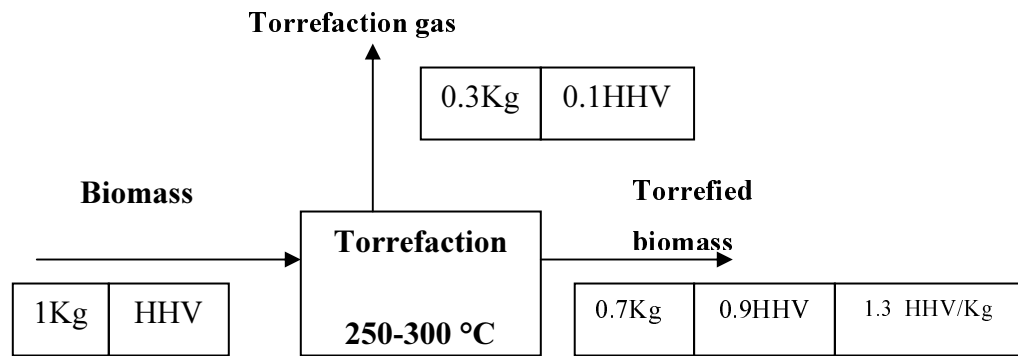 Torrefaction gas
0.3Kg 0.1HHV
Biomass
Torrefied
biomass
Torrefaction
250-300 °C
1Kg HHV
0.7Kg 0.9HHV 1.3 HHV/Kg